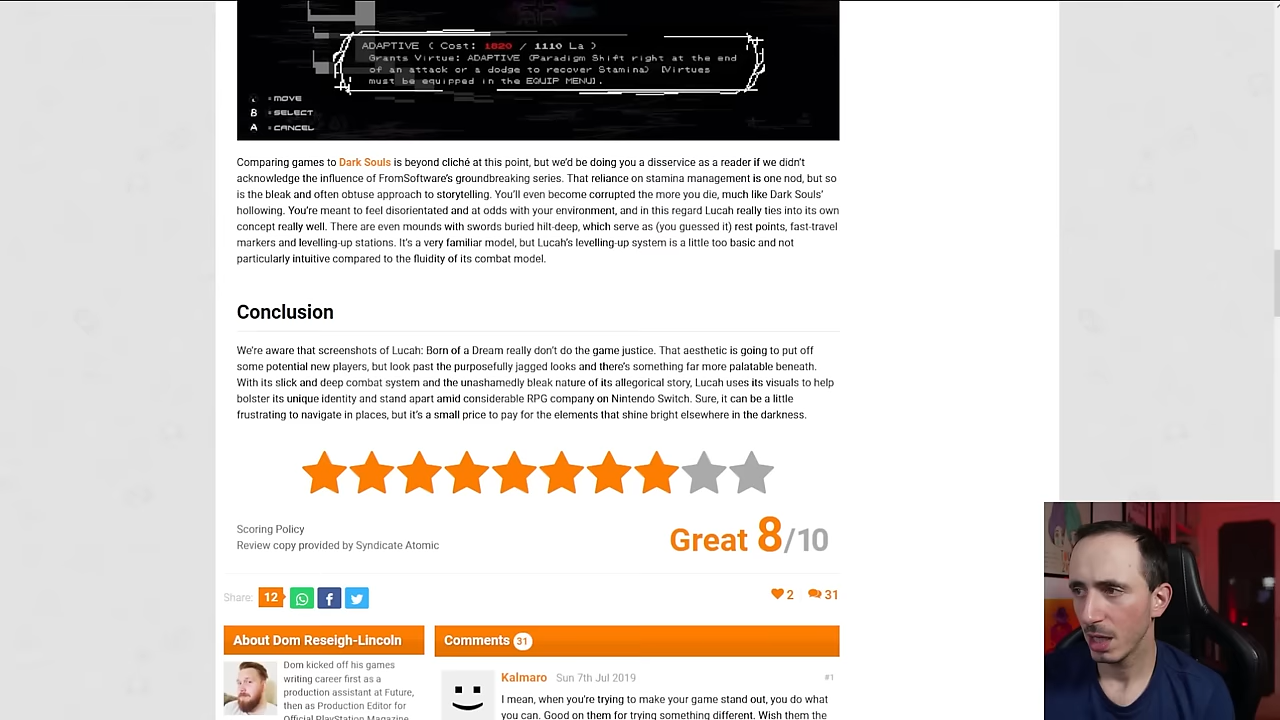 ADAPTIVE ( Cost: 1820 / 1110 La )
Grants Virtue: ADAPTIVE (Paradigm Shift right at the end
of an attack or a dodge to recover Stamina) [Virtues
must be equipped in the EQUIP MENU].
- MOVE
B - SELECT
A - CANCEL
Comparing games to Dark Souls is beyond cliché at this point, but we'd be doing you a disservice as a reader if we didn't
acknowledge the influence of FromSoftware's groundbreaking series. That reliance on stamina management is one nod, but so
is the bleak and often obtuse approach to storytelling. You'll even become corrupted the more you die, much like Dark Souls'
hollowing. You're meant to feel disorientated and at odds with your environment, and in this regard Lucah really ties into its own
concept really well. There are even mounds with swords buried hilt-deep, which serve as (you guessed it) rest points, fast-travel
markers and levelling-up stations. It's a very familiar model, but Lucah's levelling-up system is a little too basic and not
particularly intuitive compared to the fluidity of its combat model.
Conclusion
We're aware that screenshots of Lucah: Born of a Dream really don't do the game justice. That aesthetic is going to put off
some potential new players, but look past the purposefully jagged looks and there's something far more palatable beneath.
With its slick and deep combat system and the unashamedly bleak nature of its allegorical story, Lucah uses its visuals to help
bolster its unique identity and stand apart amid considerable RPG company on Nintendo Switch. Sure, it can be a little
frustrating to navigate in places, but it's a small price to pay for the elements that shine bright elsewhere in the darkness.
Scoring Policy
Review copy provided by Syndicate Atomic
Great 8/10
Share: 12
2 31
About Dom Reseigh-Lincoln
Dom kicked off his games
writing career first as a
production assistant at Future,
then as Production Editor for
Official PlayStation Magazine
Comments 31
Kalmaro Sun 7th Jul 2019 #1
I mean, when you're trying to make your game stand out, you do what
you can. Good on them for trying something different. Wish them the